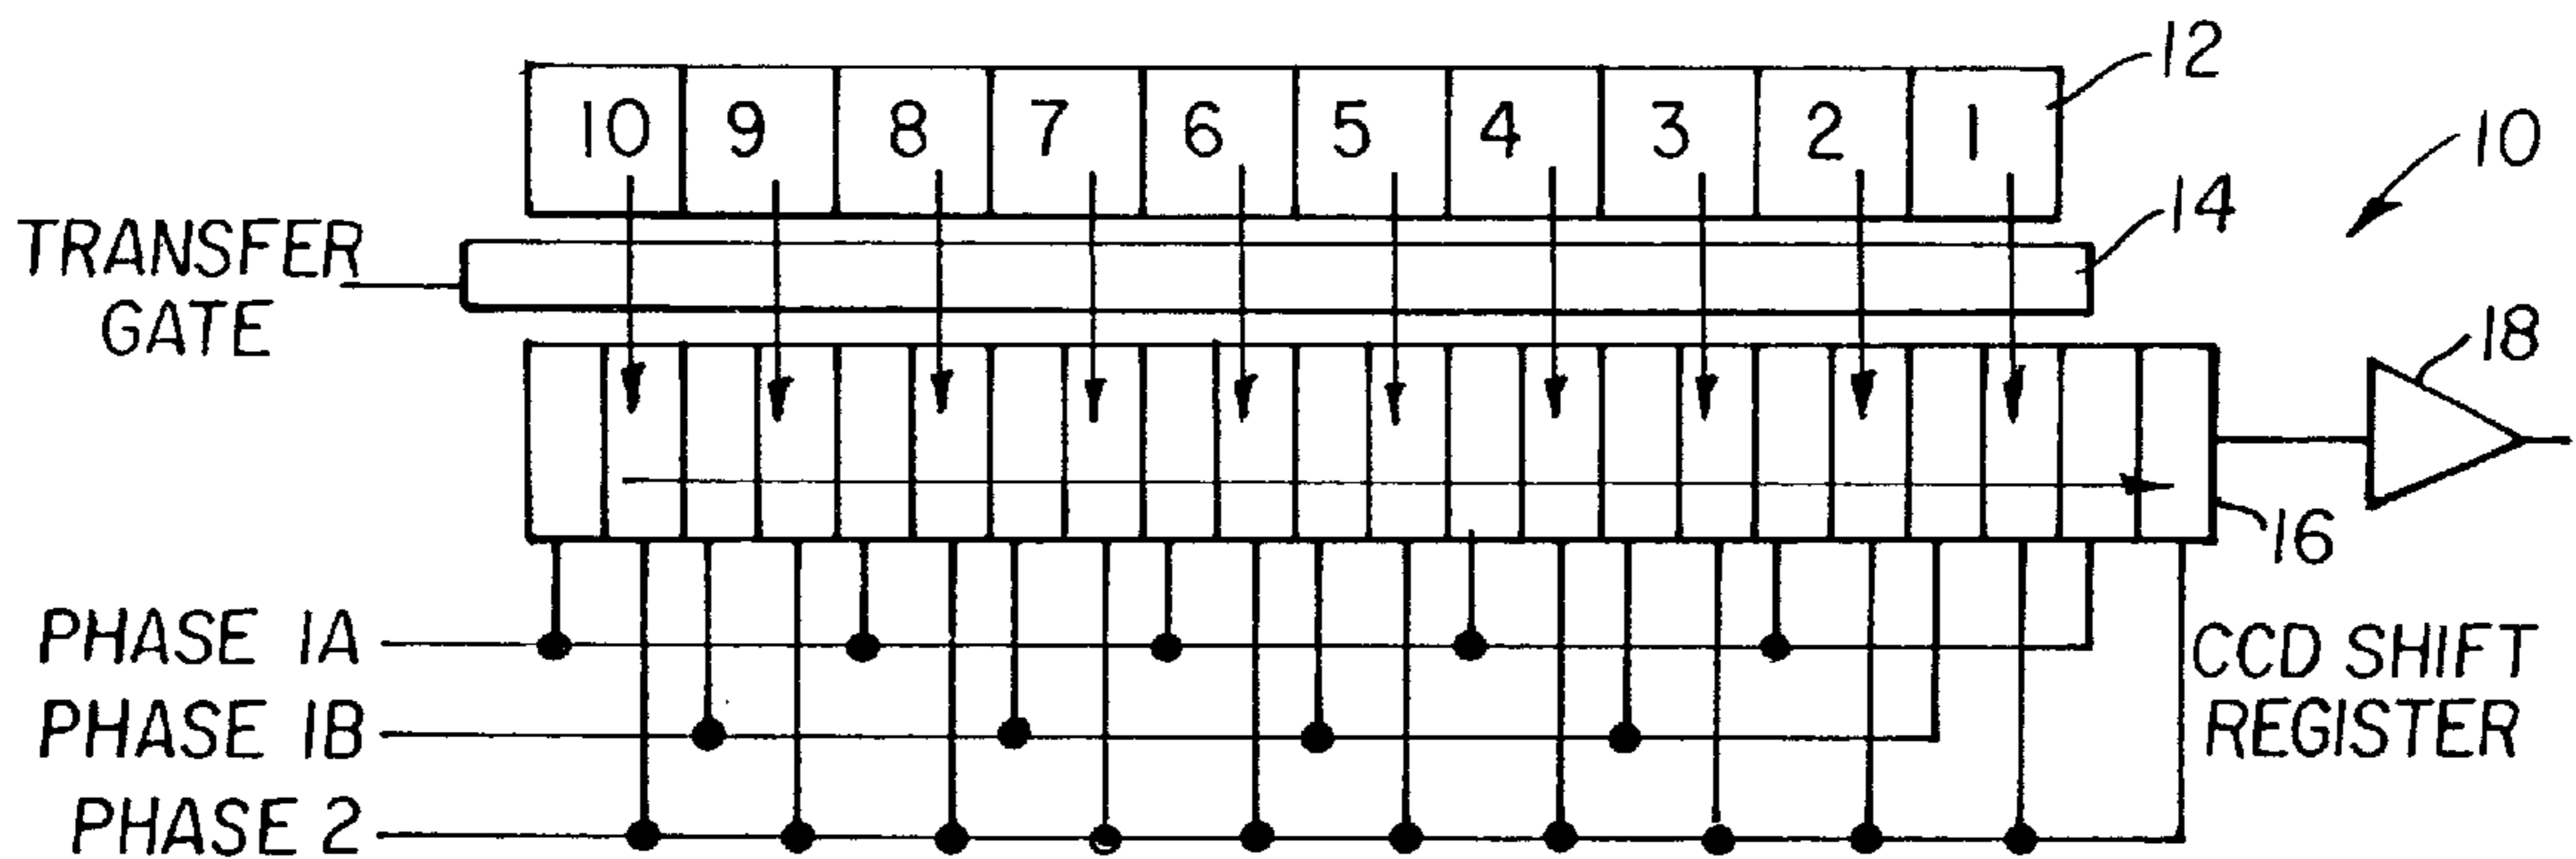 12
10 9 8 7 6 5 4 3 2 1
10
14
TRANSFER
GATE
18
16
PHASE 1A
PHASE 1B
PHASE 2
CCD SHIFT
REGISTER